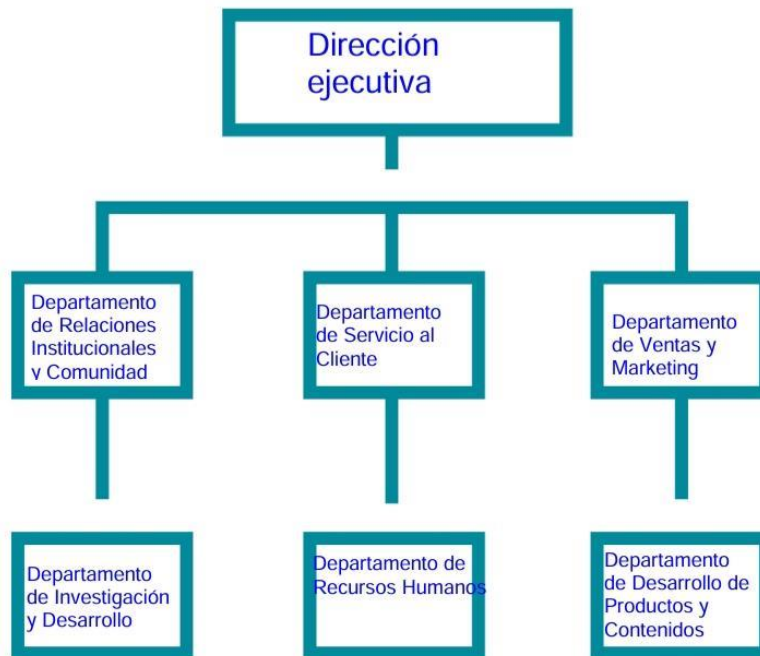 Dirección
ejecutiva
Departamento
de Relaciones
Institucionales
y Comunidad
Departamento
de Servicio al
Cliente
Departamento
de Ventas y
Marketing
Departamento
de Investigación
y Desarrollo
Departamento de
Recursos Humanos
Departamento
de Desarrollo de
Productos y
Contenidos